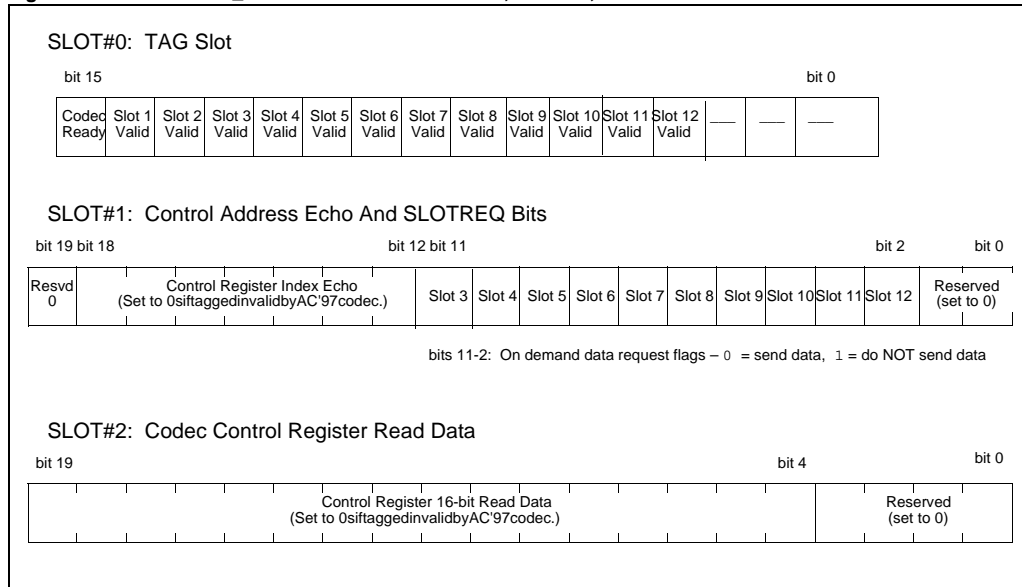 SLOT#0: TAG Slot
bit 15 bit 0
Codec Ready Slot 1 Valid Slot 2 Valid Slot 3 Valid Slot 4 Valid Slot 5 Valid Slot 6 Valid Slot 7 Valid Slot 8 Valid Slot 9 Valid Slot 10 Valid Slot 11 Valid Slot 12 Valid ___ ___ ___
SLOT#1: Control Address Echo And SLOTREQ Bits
bit 19 bit 18 bit 12 bit 11 bit 2 bit 0
Resvd 0 Control Register Index Echo (Set to 0siftaggedinvalidbyAC'97codec.) Slot 3 Slot 4 Slot 5 Slot 6 Slot 7 Slot 8 Slot 9 Slot 10 Slot 11 Slot 12 Reserved (set to 0)
bits 11-2: On demand data request flags – 0 = send data, 1 = do NOT send data
SLOT#2: Codec Control Register Read Data
bit 19 bit 4 bit 0
Control Register 16-bit Read Data (Set to 0siftaggedinvalidbyAC'97codec.) Reserved (set to 0)